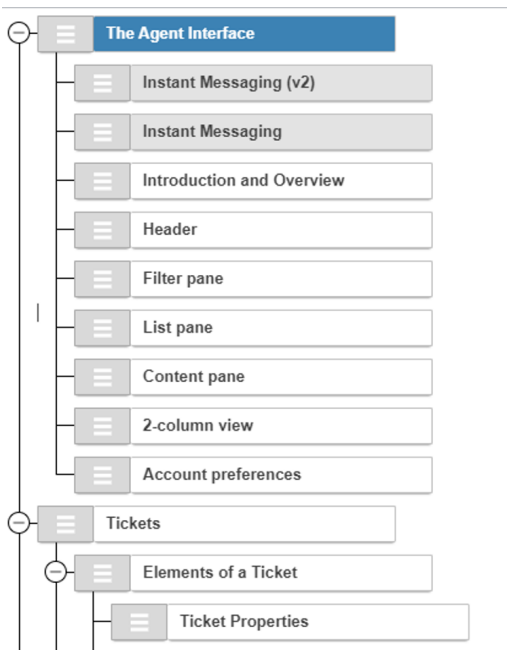 The Agent Interface
Instant Messaging (v2)
Instant Messaging
Introduction and Overview
Header
Filter pane
List pane
Content pane
2-column view
Account preferences
Tickets
Elements of a Ticket
Ticket Properties